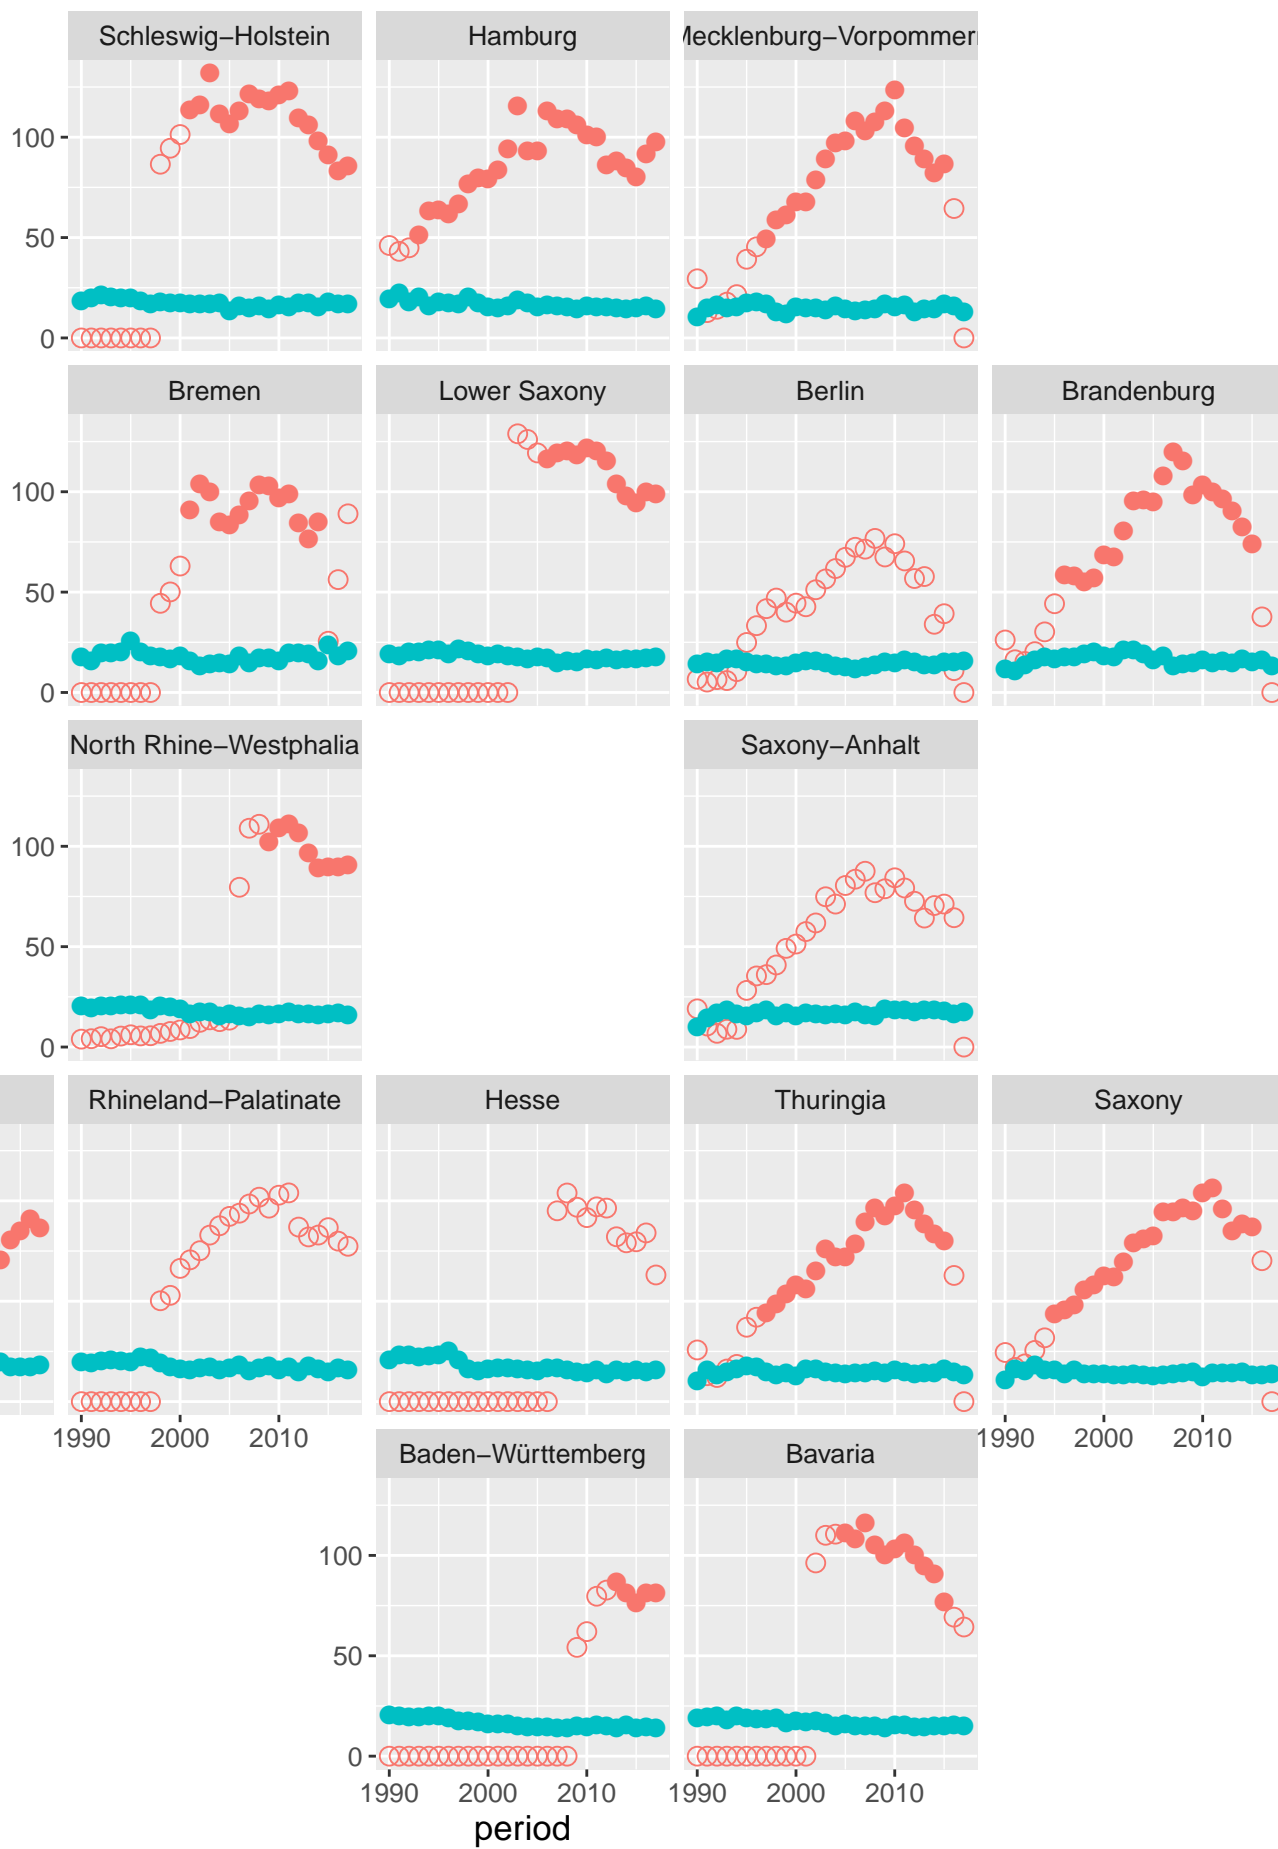 Schleswig−Holstein Hamburg Mecklenburg−Vorpommern
100
50
0
Bremen Lower Saxony Berlin Brandenburg
100
50
0
North Rhine−Westphalia Saxony−Anhalt
100
50
0
Rhineland−Palatinate Hesse Thuringia Saxony
1990 2000 2010 1990 2000 2010
Baden−Württemberg Bavaria
100
50
0
1990 2000 2010 1990 2000 2010
period